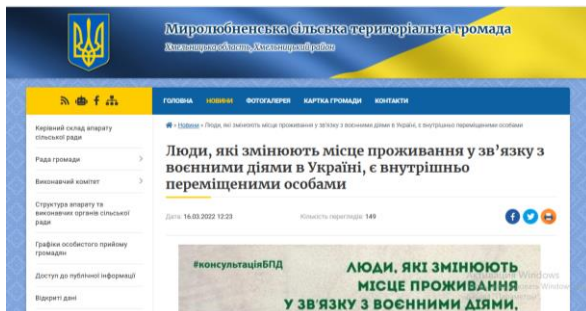 Миролюбненська сільська територіальна громада
Хмельницька область, Хмельницький район
ГОЛОВНА НОВИНИ ФОТОГАЛЕРЕЯ КАРТКА ГРОМАДИ КОНТАКТИ
Керівний склад апарату
сільської ради
Рада громади
Виконавчий комітет
Структура апарату та
виконавчих органів сільської
ради
Графіки особистого прийому
громадян
Доступ до публічної інформації
Відкриті дані
» Новини » Люди, які змінюють місце проживання у зв'язку з воєнними діями в Україні, є внутрішньо переміщеними особами
Люди, які змінюють місце проживання у зв’язку з
воєнними діями в Україні, є внутрішньо
переміщеними особами
Дата: 16.03.2022 12:23 Кількість переглядів: 149
#консультаціяБПД
ЛЮДИ, ЯКІ ЗМІНЮЮТЬ
МІСЦЕ ПРОЖИВАННЯ
У ЗВ'ЯЗКУ З ВОЄННИМИ ДІЯМИ,